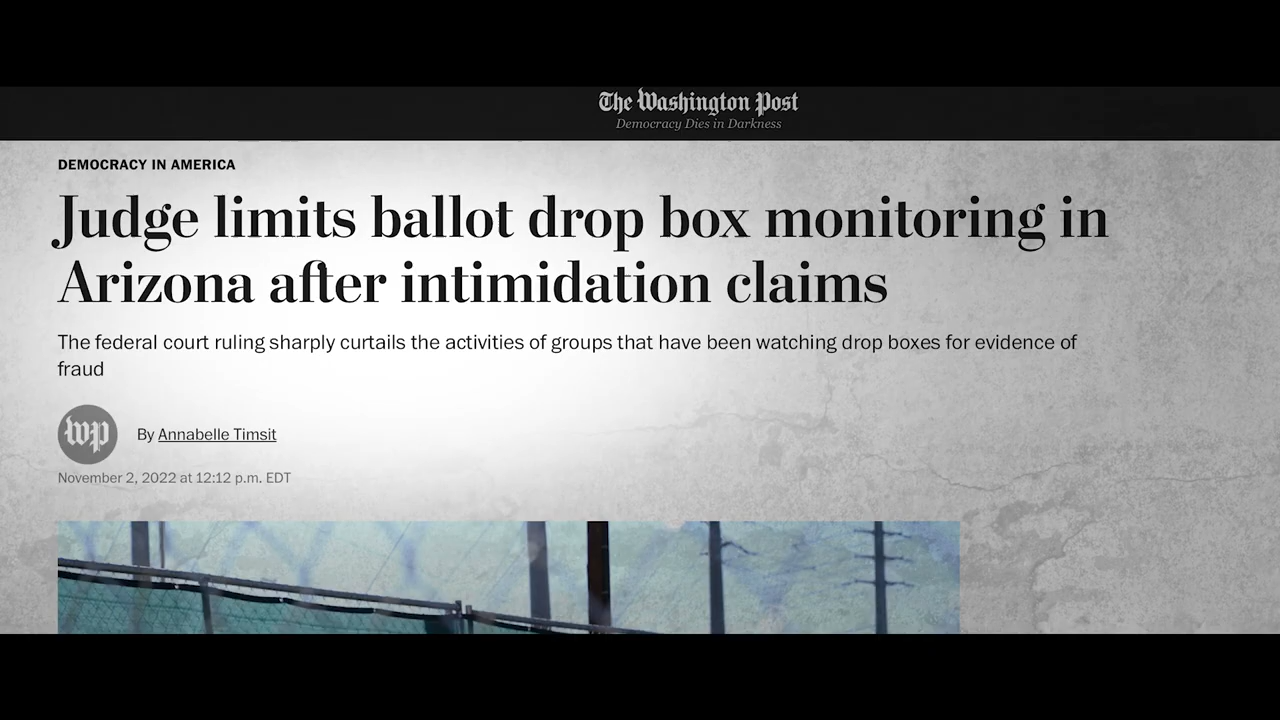 The Washington Post
Democracy Dies in Darkness
DEMOCRACY IN AMERICA
Judge limits ballot drop box monitoring in
Arizona after intimidation claims
The federal court ruling sharply curtails the activities of groups that have been watching drop boxes for evidence of
fraud
wp
By Annabelle Timsit
November 2, 2022 at 12:12 p.m. EDT